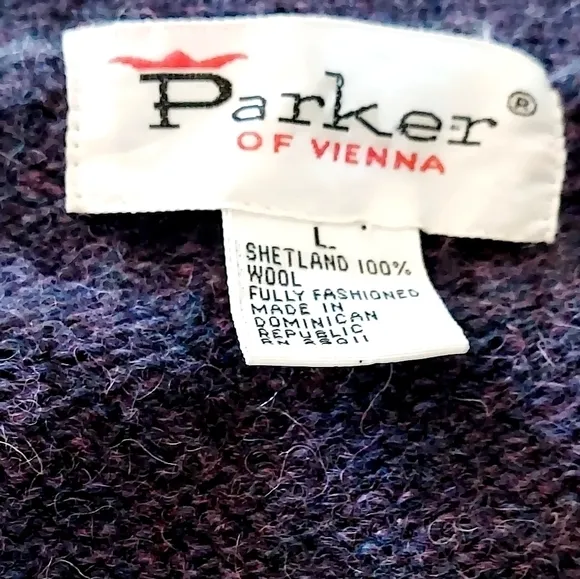 Parker ®
OF VIENNA
L.
SHETLAND 100%
WOOL
FULLY FASHIONED
MADE IN
DOMINICAN
REPUBLIC